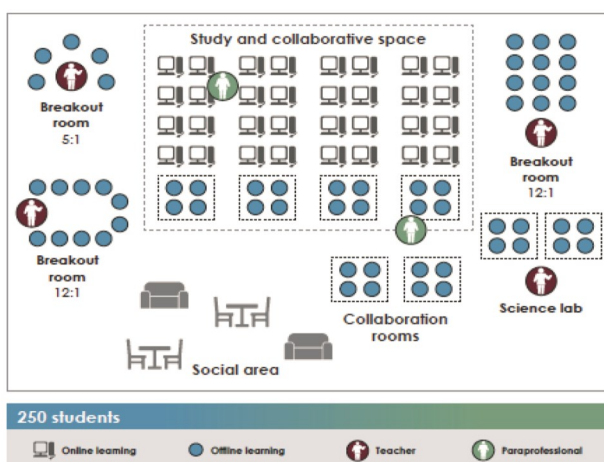 Study and collaborative space
Breakout
room
5:1
Breakout
room
12:1
Breakout
room
12:1
Science lab
Collaboration
rooms
Social area
250 students
Online learning
Offline learning
Teacher
Paraprofessional